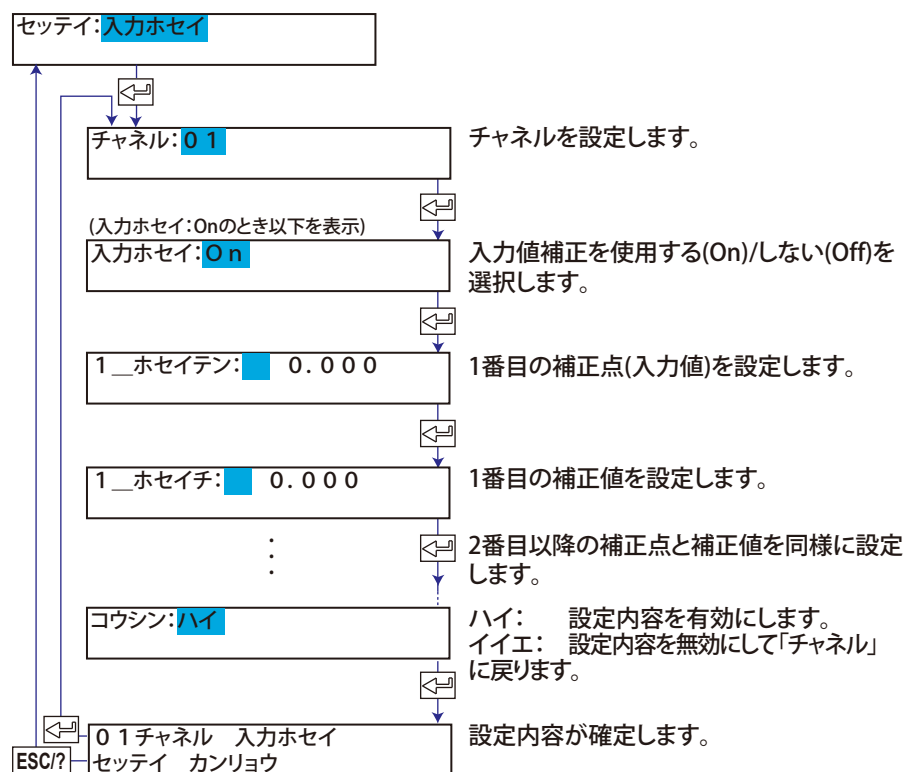 セッテイ：入力ホセイ
チャネル：０１
チャネルを設定します。
(入力ホセイ：Onのとき以下を表示)
入力ホセイ：Ｏｎ
入力値補正を使用する(On)/しない(Off)を
選択します。
１＿ホセイテン：　０．０００
1番目の補正点(入力値)を設定します。
１＿ホセイチ：　０．０００
1番目の補正値を設定します。
2番目以降の補正点と補正値を同様に設定
します。
コウシン：ハイ
ハイ：　設定内容を有効にします。
イイエ：　設定内容を無効にして「チャネル」
に戻ります。
０１チャネル　入力ホセイ
セッテイ　カンリョウ
設定内容が確定します。
ESC/?